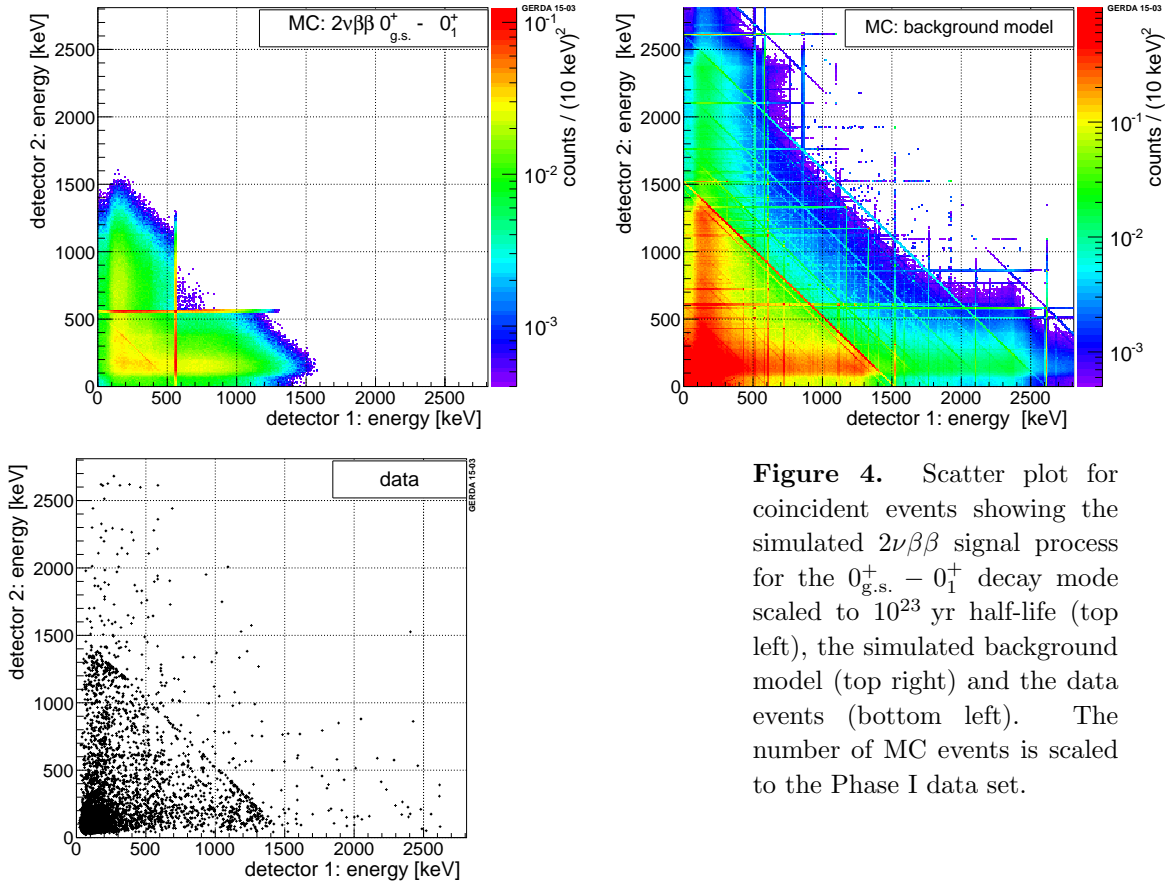 GERDA 15-03
MC: 2νββ 0⁺g.s. - 0⁺1
detector 2: energy [keV]
2500
2000
1500
1000
500
0
0 500 1000 1500 2000 2500
detector 1: energy [keV]
10⁻¹
10⁻²
10⁻³
counts / (10 keV)²
GERDA 15-03
MC: background model
detector 2: energy [keV]
2500
2000
1500
1000
500
0
0 500 1000 1500 2000 2500
detector 1: energy [keV]
10⁻¹
10⁻²
10⁻³
counts / (10 keV)²
GERDA 15-03
data
detector 2: energy [keV]
2500
2000
1500
1000
500
0
0 500 1000 1500 2000 2500
detector 1: energy [keV]
Figure 4. Scatter plot for
coincident events showing the
simulated 2νββ signal process
for the 0⁺g.s. − 0⁺1 decay mode
scaled to 10²³ yr half-life (top
left), the simulated background
model (top right) and the data
events (bottom left). The
number of MC events is scaled
to the Phase I data set.